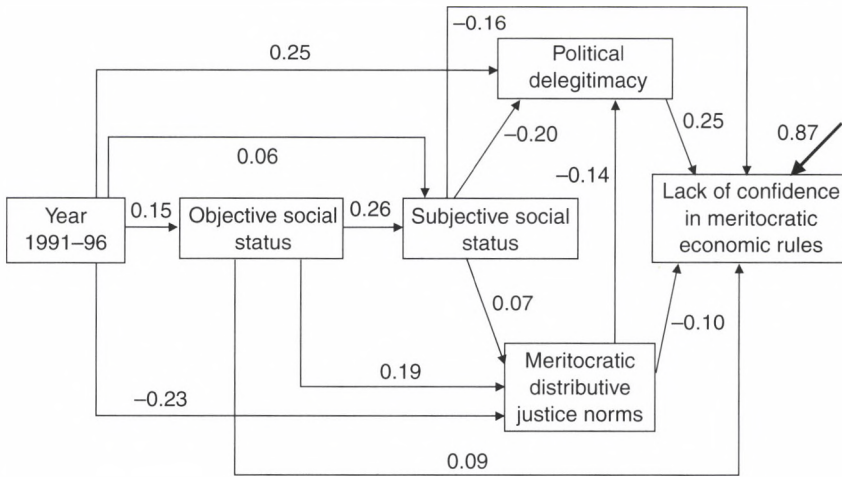 −0.16
0.25
Political
delegitimacy
−0.20
0.25
0.87
0.06
−0.14
Year
1991–96
0.15
Objective social
status
0.26
Subjective social
status
Lack of confidence
in meritocratic
economic rules
0.07
−0.10
0.19
Meritocratic
distributive
justice norms
−0.23
0.09